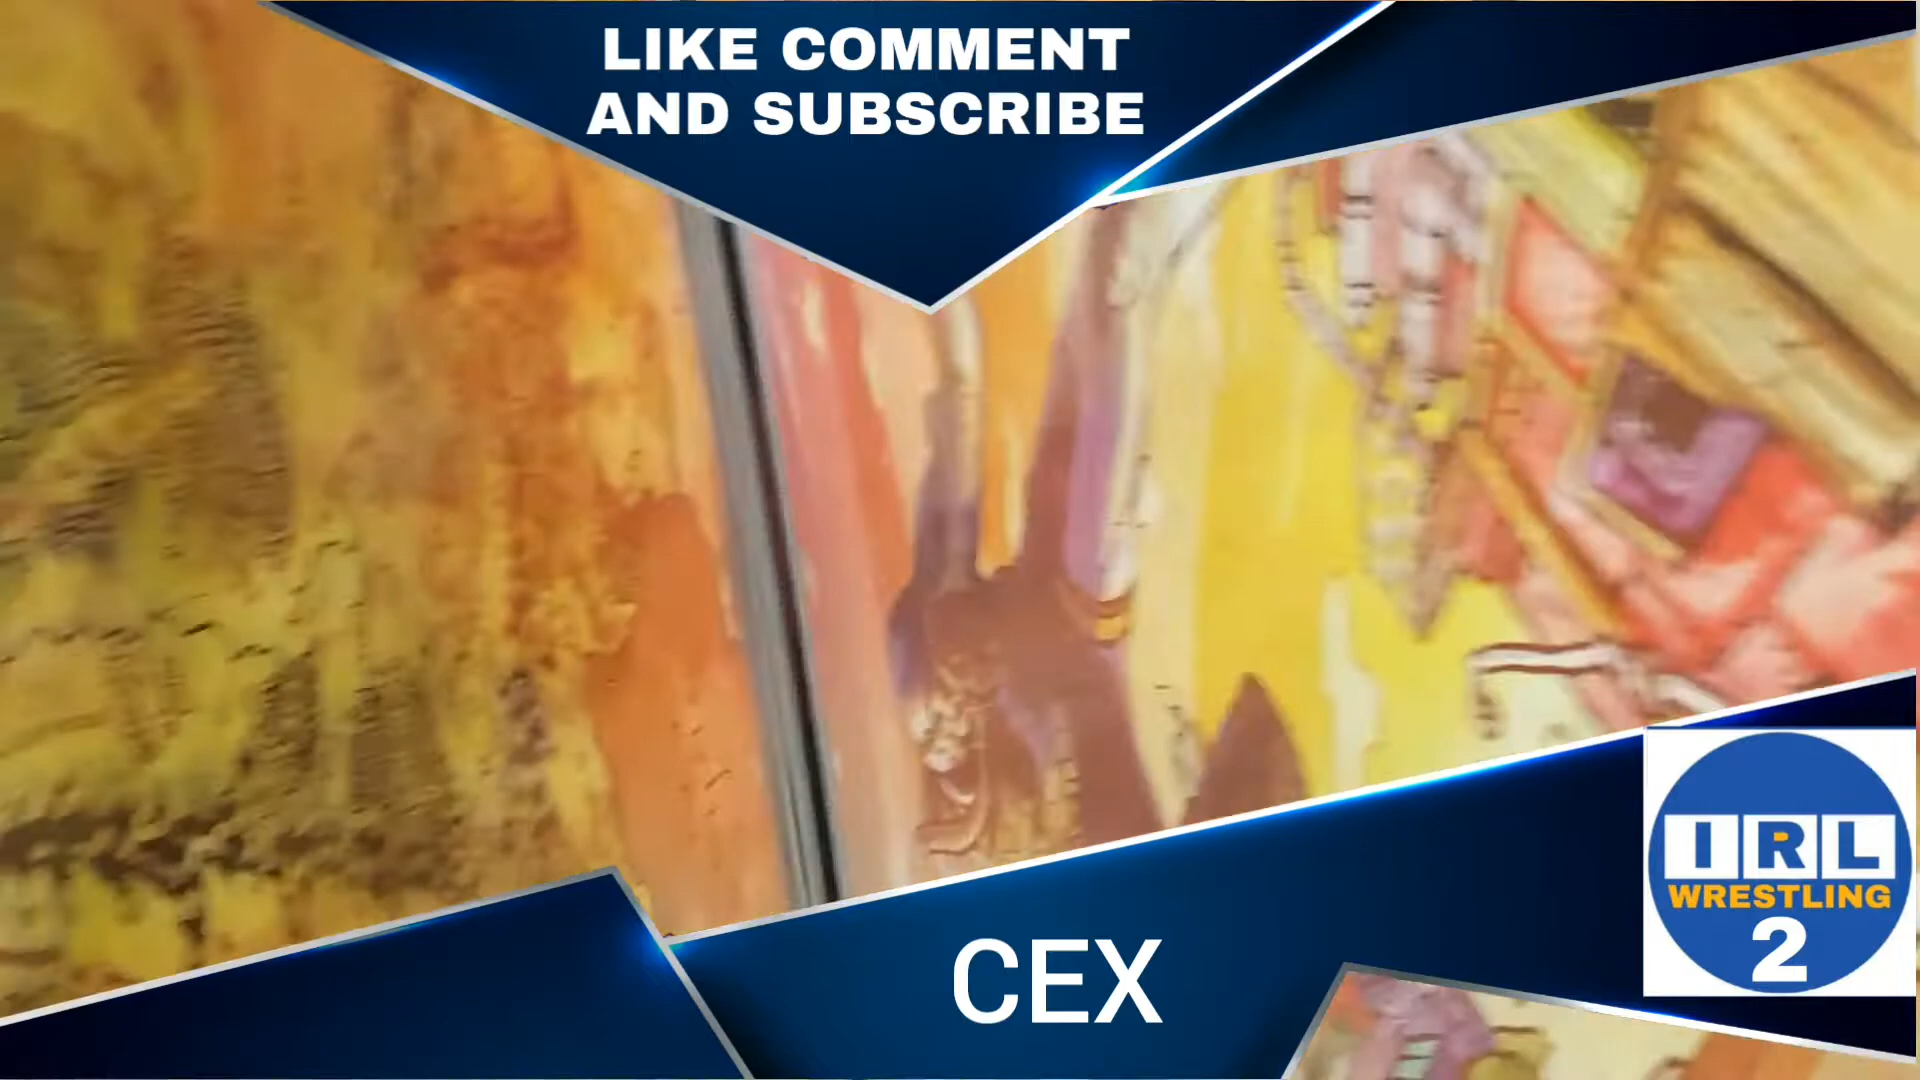 LIKE COMMENT
AND SUBSCRIBE
CEX
IRL
WRESTLING
2